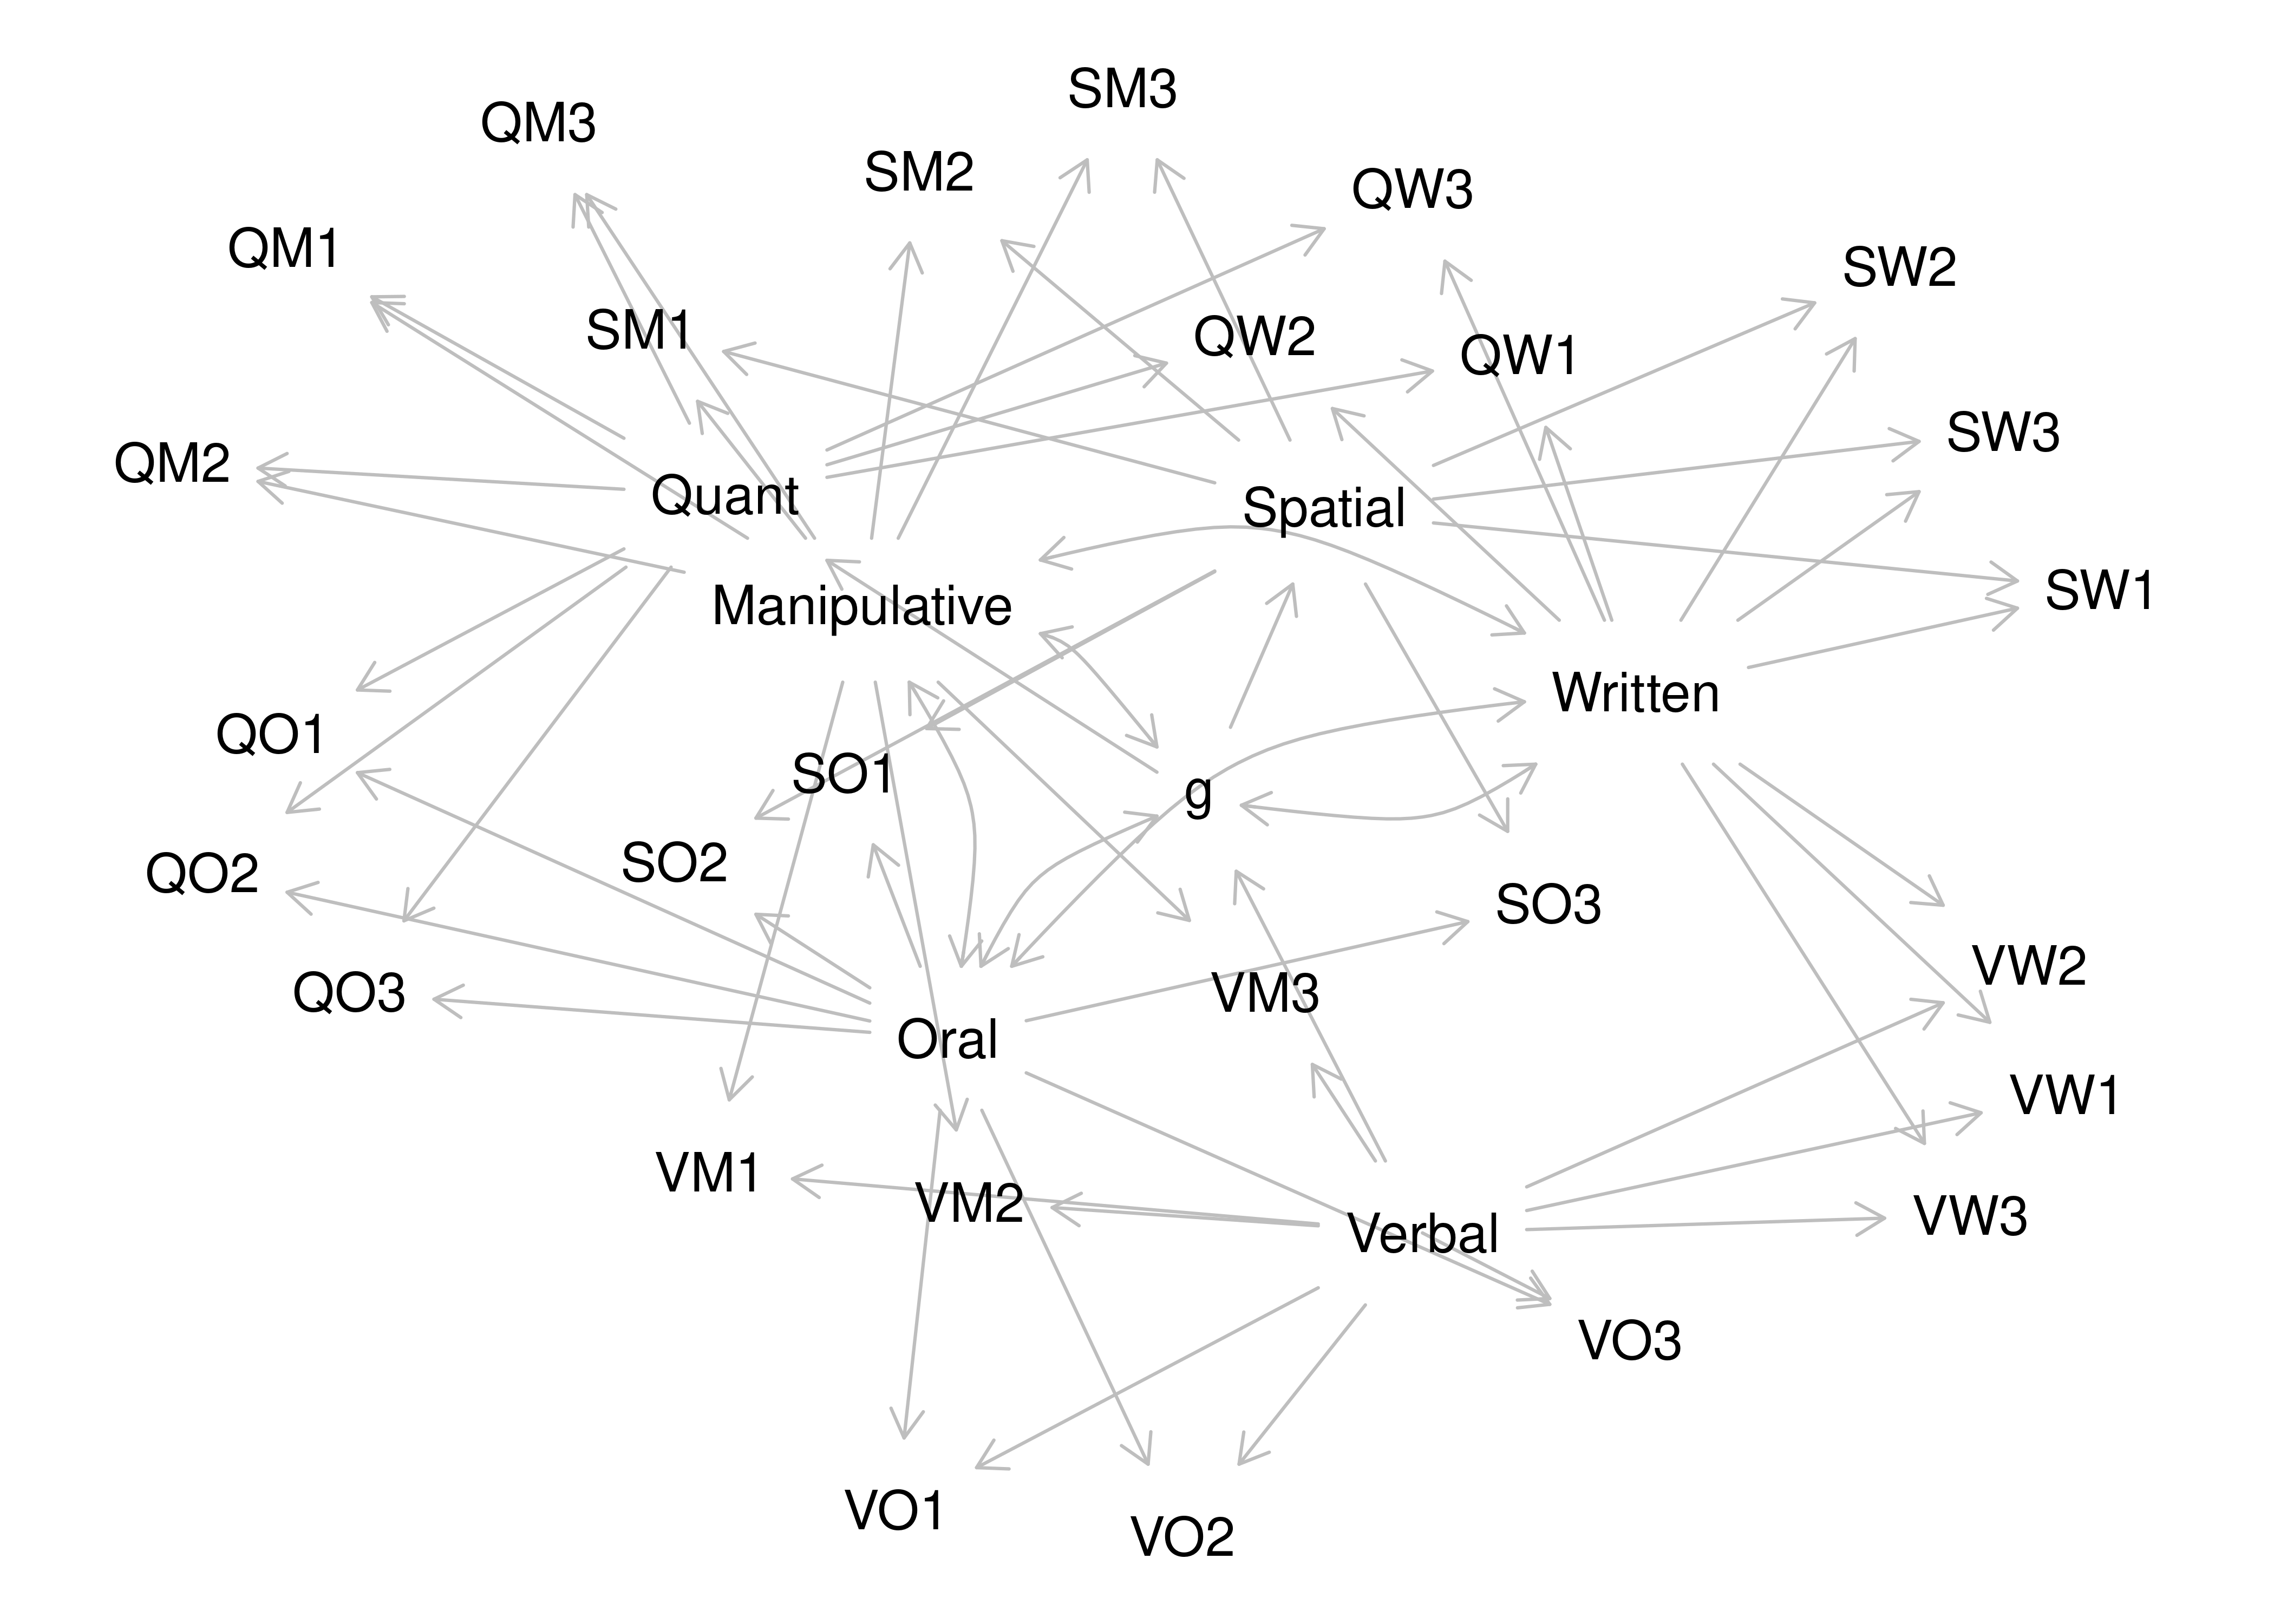 SM3
QM3
SM2
QW3
QM1
SW2
SM1
QW2
QW1
SW3
QM2
Quant
Spatial
SW1
Manipulative
Written
QO1
SO1
g
SO2
QO2
SO3
VW2
QO3
VM3
Oral
VW1
VM1
VM2
VW3
Verbal
VO3
VO1
VO2